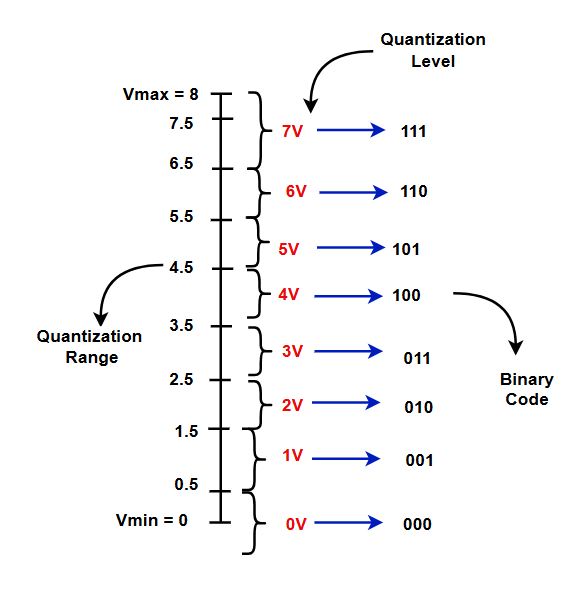 Quantization
Level
Vmax = 8
7.5
7V
111
6.5
6V
110
5.5
5V
101
4.5
4V
100
Quantization
Range
3.5
3V
011
2.5
2V
010
Binary
Code
1.5
1V
001
0.5
Vmin = 0
0V
000